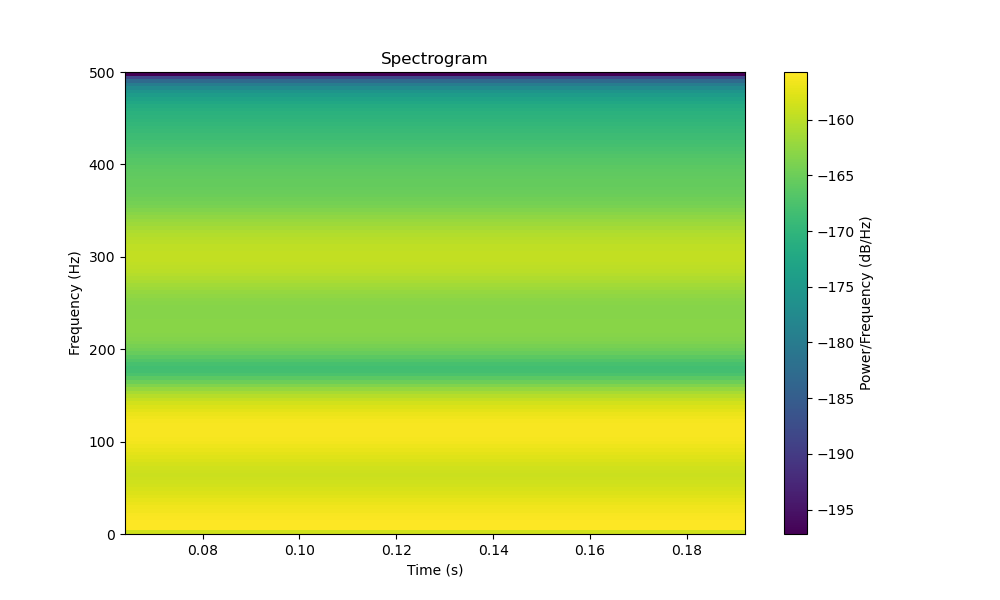 Spectrogram
500
400
300
200
100
0
Frequency (Hz)
0.08 0.10 0.12 0.14 0.16 0.18
Time (s)
−160
−165
−170
−175
−180
−185
−190
−195
Power/Frequency (dB/Hz)